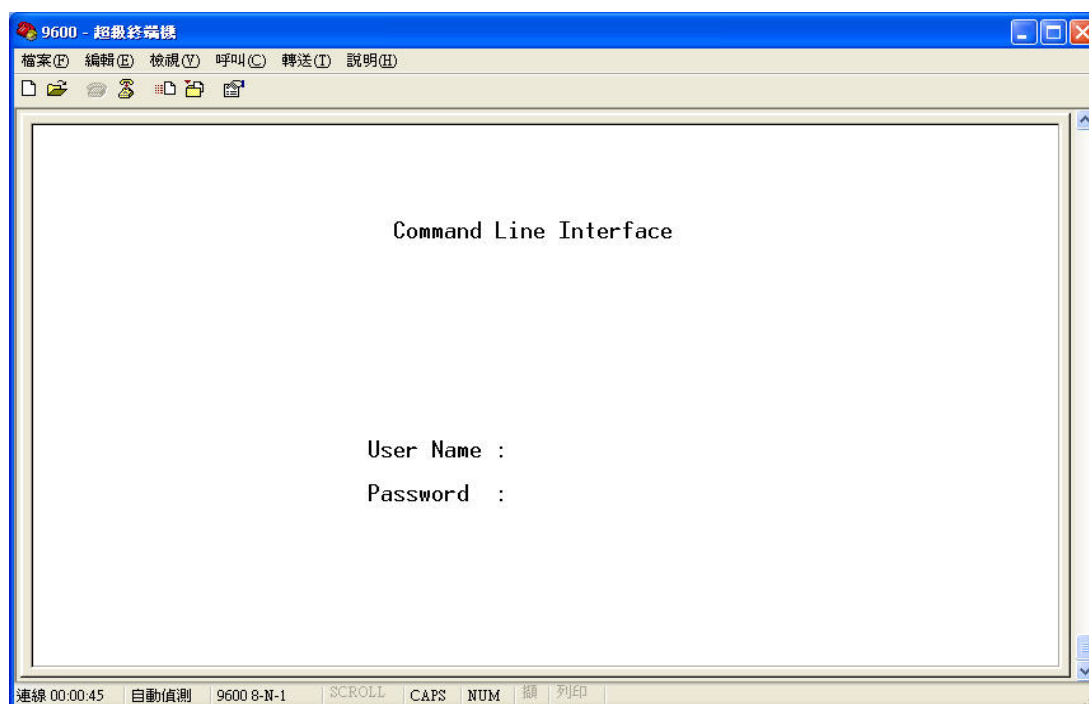 9600 - 超級終端機
檔案(F) 編輯(E) 檢視(V) 呼叫(C) 轉送(T) 說明(H)
Command Line Interface
User Name :
Password :
連線 00:00:45 自動偵測 9600 8-N-1 SCROLL CAPS NUM 擷 列印